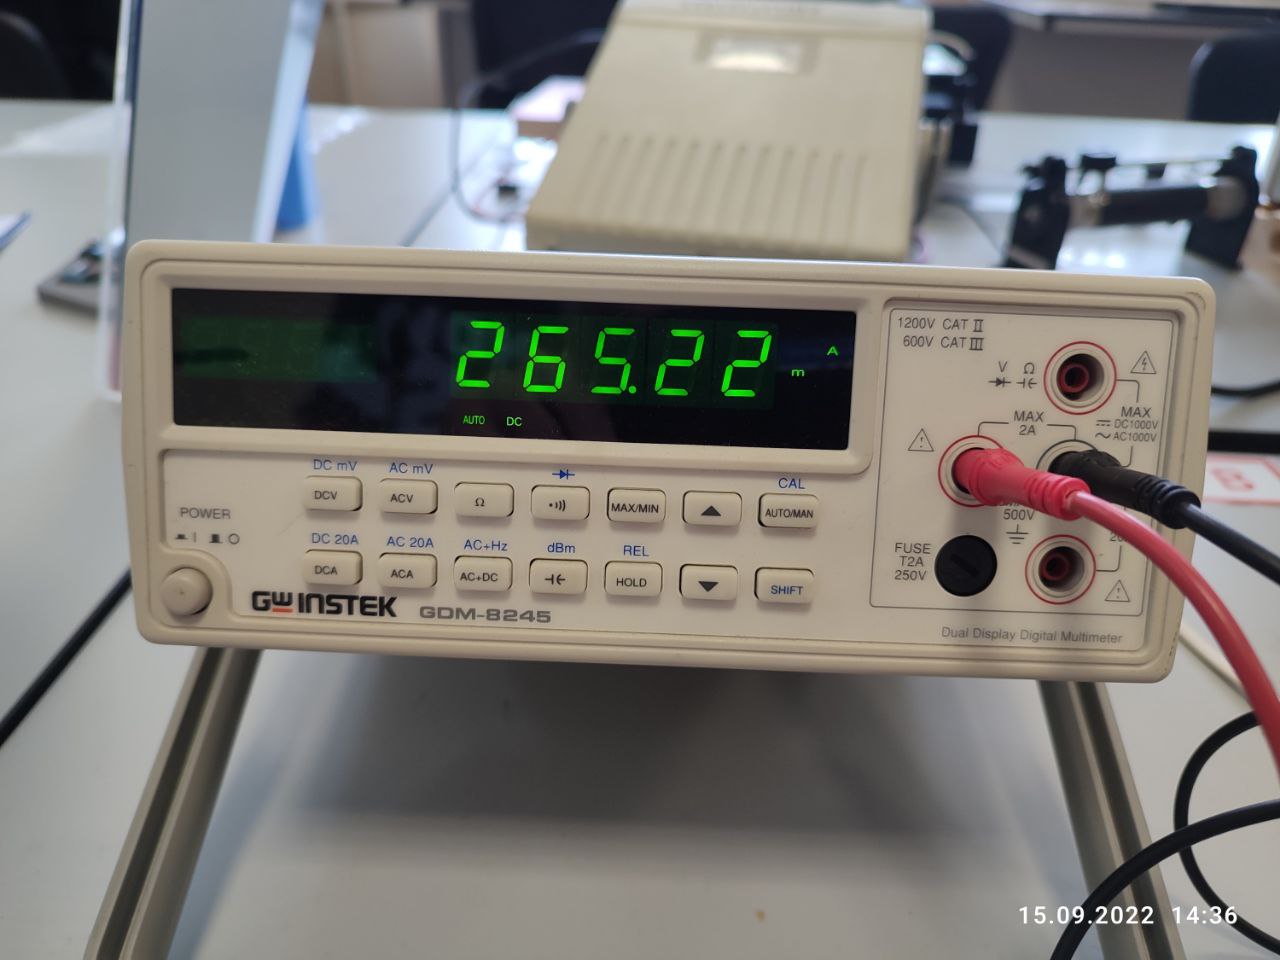 265.22
A
m
AUTO DC
1200V CAT II
600V CAT III
V Ω
MAX
2A
MAX
DC1000V
AC1000V
500V
FUSE
T2A
250V
DC mV AC mV CAL
DCV ACV Ω MAX/MIN AUTO/MAN
POWER
DC 20A AC 20A AC+Hz dBm REL
DCA ACA AC+DC HOLD SHIFT
GW INSTEK GDM-8245
Dual Display Digital Multimeter
B
15.09.2022 14:36